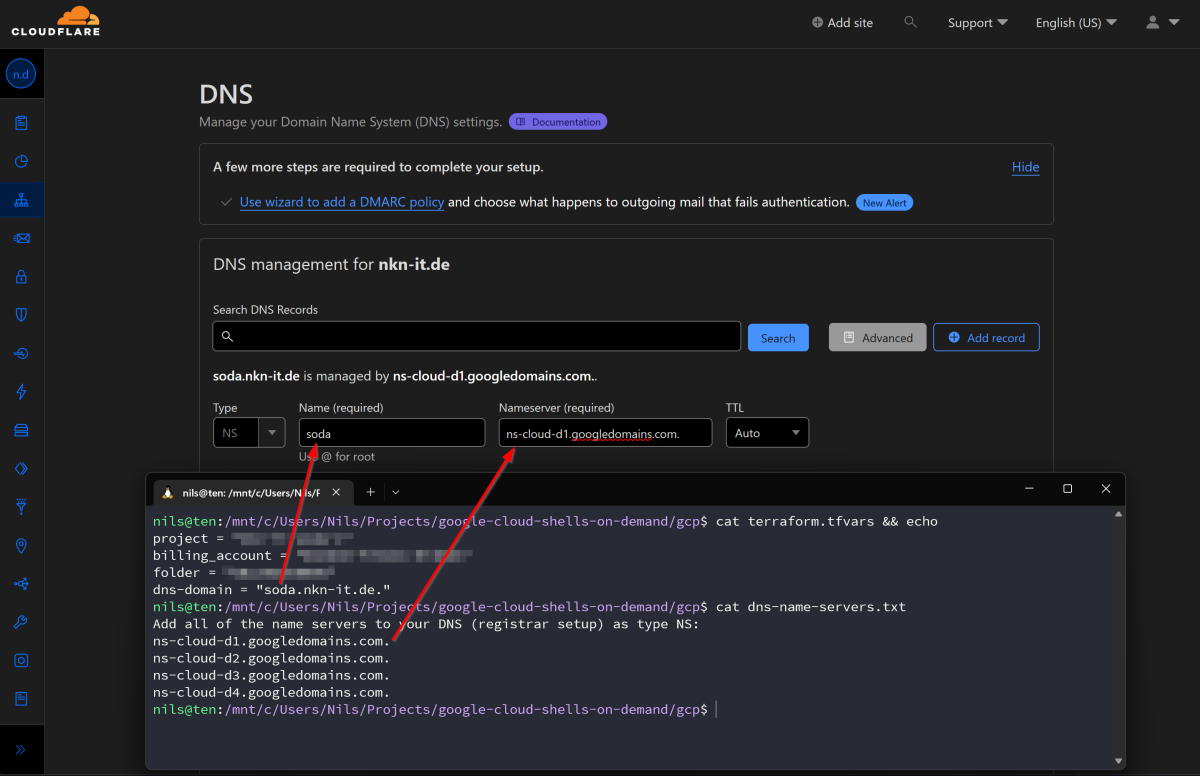 CLOUDFLARE
Add site
Support
English (US)
n.d
DNS
Manage your Domain Name System (DNS) settings. Documentation
A few more steps are required to complete your setup.
Hide
Use wizard to add a DMARC policy and choose what happens to outgoing mail that fails authentication. New Alert
DNS management for nkn-it.de
Search DNS Records
Search
Advanced
Add record
soda.nkn-it.de is managed by ns-cloud-d1.googledomains.com..
Type
Name (required)
Nameserver (required)
TTL
NS
soda
ns-cloud-d1.googledomains.com.
Auto
Use @ for root
nils@ten: /mnt/c/Users/Nils/F
nils@ten:/mnt/c/Users/Nils/Projects/google-cloud-shells-on-demand/gcp$ cat terraform.tfvars && echo
project =
billing_account =
folder =
dns-domain = "soda.nkn-it.de."
nils@ten:/mnt/c/Users/Nils/Projects/google-cloud-shells-on-demand/gcp$ cat dns-name-servers.txt
Add all of the name servers to your DNS (registrar setup) as type NS:
ns-cloud-d1.googledomains.com.
ns-cloud-d2.googledomains.com.
ns-cloud-d3.googledomains.com.
ns-cloud-d4.googledomains.com.
nils@ten:/mnt/c/Users/Nils/Projects/google-cloud-shells-on-demand/gcp$